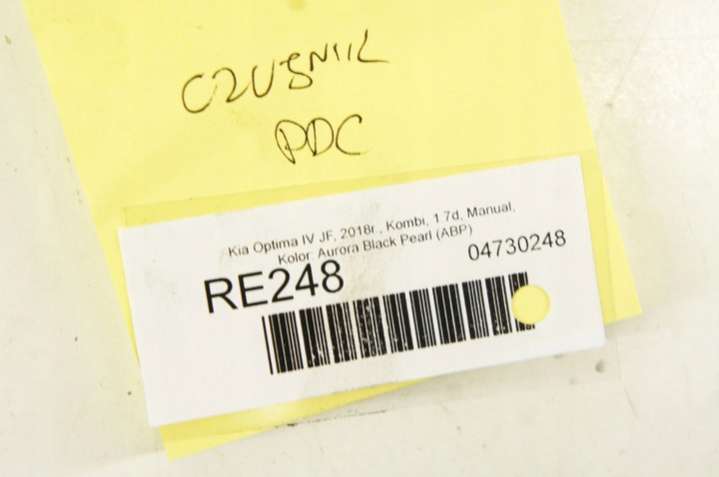 CZUJNIK
PDC
Kia Optima IV JF, 2018r., Kombi, 1.7d, Manual,
Kolor: Aurora Black Pearl (ABP)
RE248
04730248